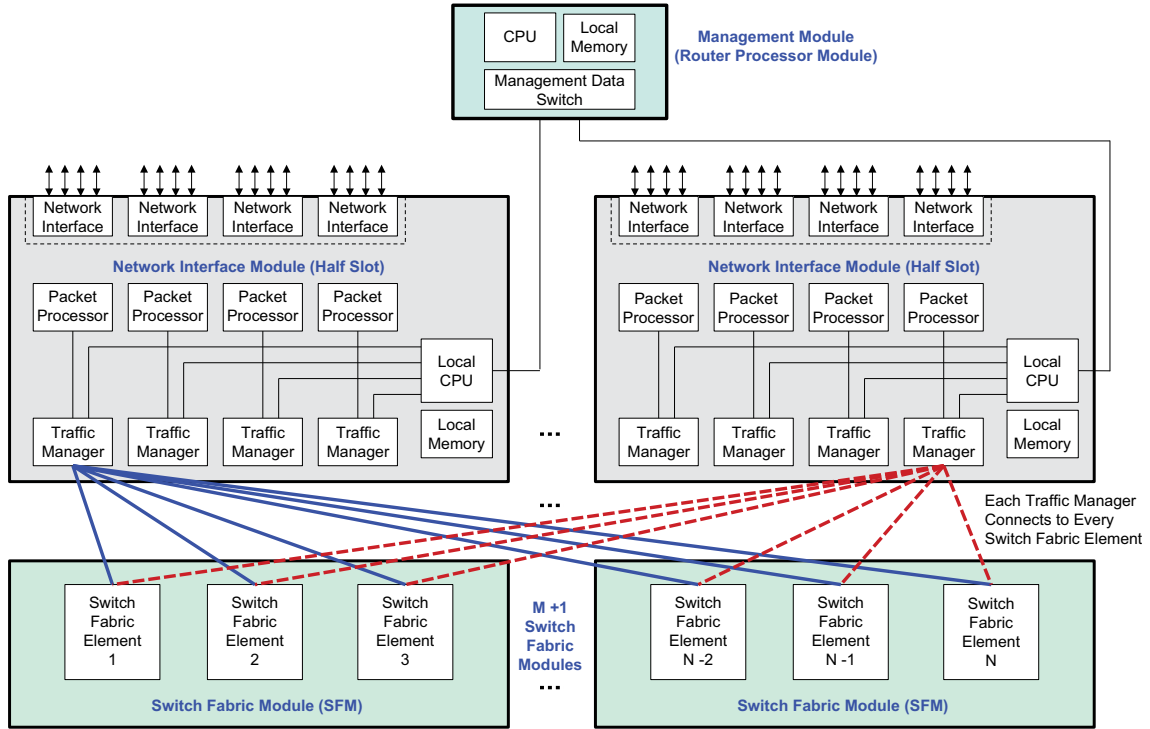 CPU
Local
Memory
Management Data
Switch
Management Module
(Router Processor Module)
Network
Interface
Network
Interface
Network
Interface
Network
Interface
Network Interface Module (Half Slot)
Packet
Processor
Packet
Processor
Packet
Processor
Packet
Processor
Local
CPU
Traffic
Manager
Traffic
Manager
Traffic
Manager
Traffic
Manager
Local
Memory
...
Network
Interface
Network
Interface
Network
Interface
Network
Interface
Network Interface Module (Half Slot)
Packet
Processor
Packet
Processor
Packet
Processor
Packet
Processor
Local
CPU
Traffic
Manager
Traffic
Manager
Traffic
Manager
Traffic
Manager
Local
Memory
...
Each Traffic Manager
Connects to Every
Switch Fabric Element
Switch
Fabric
Element
1
Switch
Fabric
Element
2
Switch
Fabric
Element
3
Switch Fabric Module (SFM)
M +1
Switch
Fabric
Modules
...
Switch
Fabric
Element
N -2
Switch
Fabric
Element
N -1
Switch
Fabric
Element
N
Switch Fabric Module (SFM)